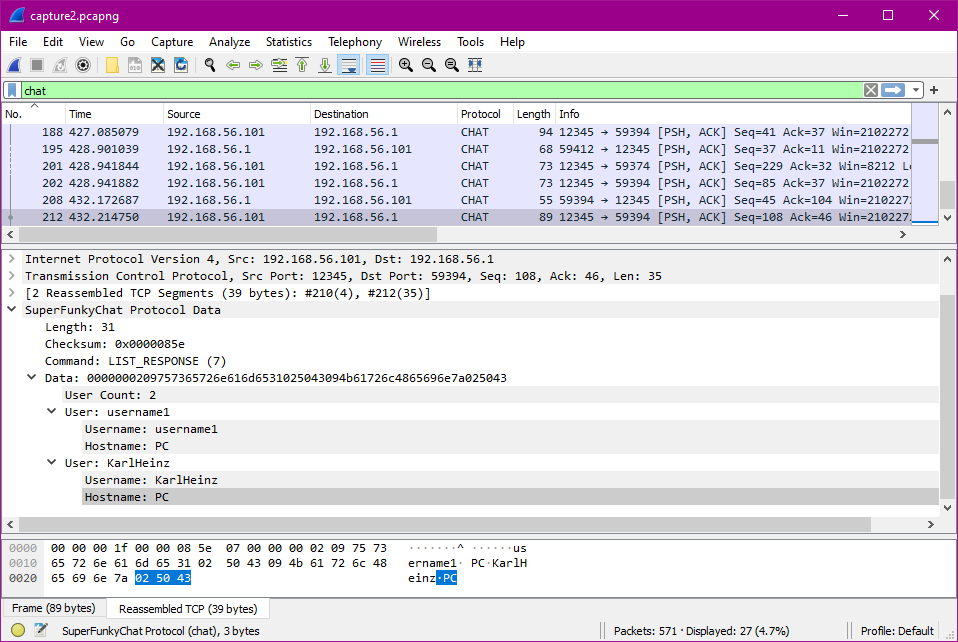 capture2.pcapng
File Edit View Go Capture Analyze Statistics Telephony Wireless Tools Help
chat
No. Time Source Destination Protocol Length Info
188 427.085079 192.168.56.101 192.168.56.1 CHAT 94 12345 → 59394 [PSH, ACK] Seq=41 Ack=37 Win=2102272
195 428.901039 192.168.56.1 192.168.56.101 CHAT 68 59412 → 12345 [PSH, ACK] Seq=37 Ack=11 Win=2102272
201 428.941844 192.168.56.101 192.168.56.1 CHAT 73 12345 → 59374 [PSH, ACK] Seq=229 Ack=32 Win=8212 L
202 428.941882 192.168.56.101 192.168.56.1 CHAT 73 12345 → 59394 [PSH, ACK] Seq=85 Ack=37 Win=2102272
208 432.172687 192.168.56.1 192.168.56.101 CHAT 55 59394 → 12345 [PSH, ACK] Seq=45 Ack=104 Win=210227
212 432.214750 192.168.56.101 192.168.56.1 CHAT 89 12345 → 59394 [PSH, ACK] Seq=108 Ack=46 Win=210227
Internet Protocol Version 4, Src: 192.168.56.101, Dst: 192.168.56.1
Transmission Control Protocol, Src Port: 12345, Dst Port: 59394, Seq: 108, Ack: 46, Len: 35
[2 Reassembled TCP Segments (39 bytes): #210(4), #212(35)]
SuperFunkyChat Protocol Data
Length: 31
Checksum: 0x0000085e
Command: LIST_RESPONSE (7)
Data: 0000000209757365726e616d6531025043094b61726c4865696e7a025043
User Count: 2
User: username1
Username: username1
Hostname: PC
User: KarlHeinz
Username: KarlHeinz
Hostname: PC
0000 00 00 00 1f 00 00 08 5e 07 00 00 00 02 09 75 73 ·······^ ······us
0010 65 72 6e 61 6d 65 31 02 50 43 09 4b 61 72 6c 48 ername1· PC·KarlH
0020 65 69 6e 7a 02 50 43 einz·PC
Frame (89 bytes) Reassembled TCP (39 bytes)
SuperFunkyChat Protocol (chat), 3 bytes Packets: 571 · Displayed: 27 (4.7%) Profile: Default